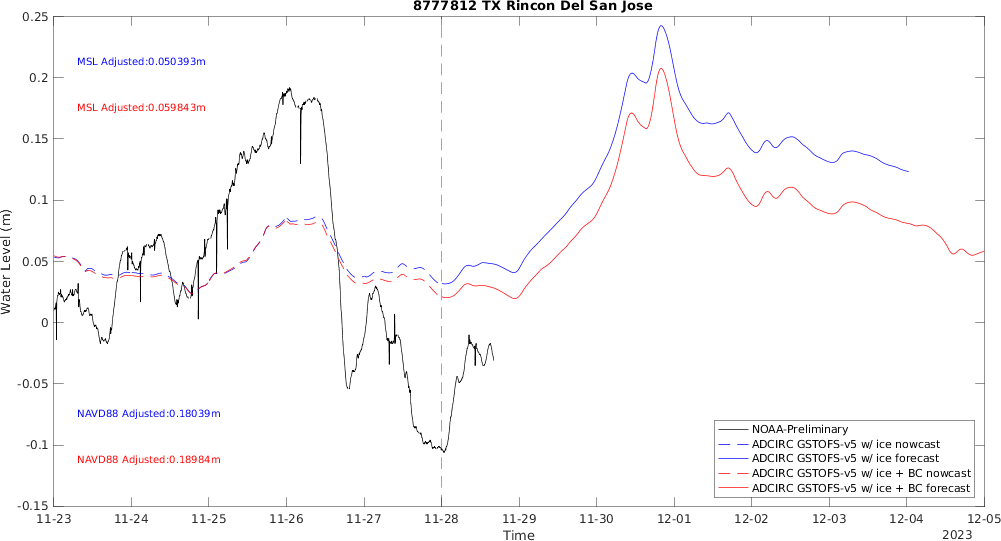 8777812 TX Rincon Del San Jose
Water Level (m)
0.25
0.2
0.15
0.1
0.05
0
-0.05
-0.1
-0.15
MSL Adjusted:0.050393m
MSL Adjusted:0.059843m
NAVD88 Adjusted:0.18039m
NAVD88 Adjusted:0.18984m
NOAA-Preliminary
ADCIRC GSTOFS-v5 w/ ice nowcast
ADCIRC GSTOFS-v5 w/ ice forecast
ADCIRC GSTOFS-v5 w/ ice + BC nowcast
ADCIRC GSTOFS-v5 w/ ice + BC forecast
11-23 11-24 11-25 11-26 11-27 11-28 11-29 11-30 12-01 12-02 12-03 12-04 12-05
Time
2023